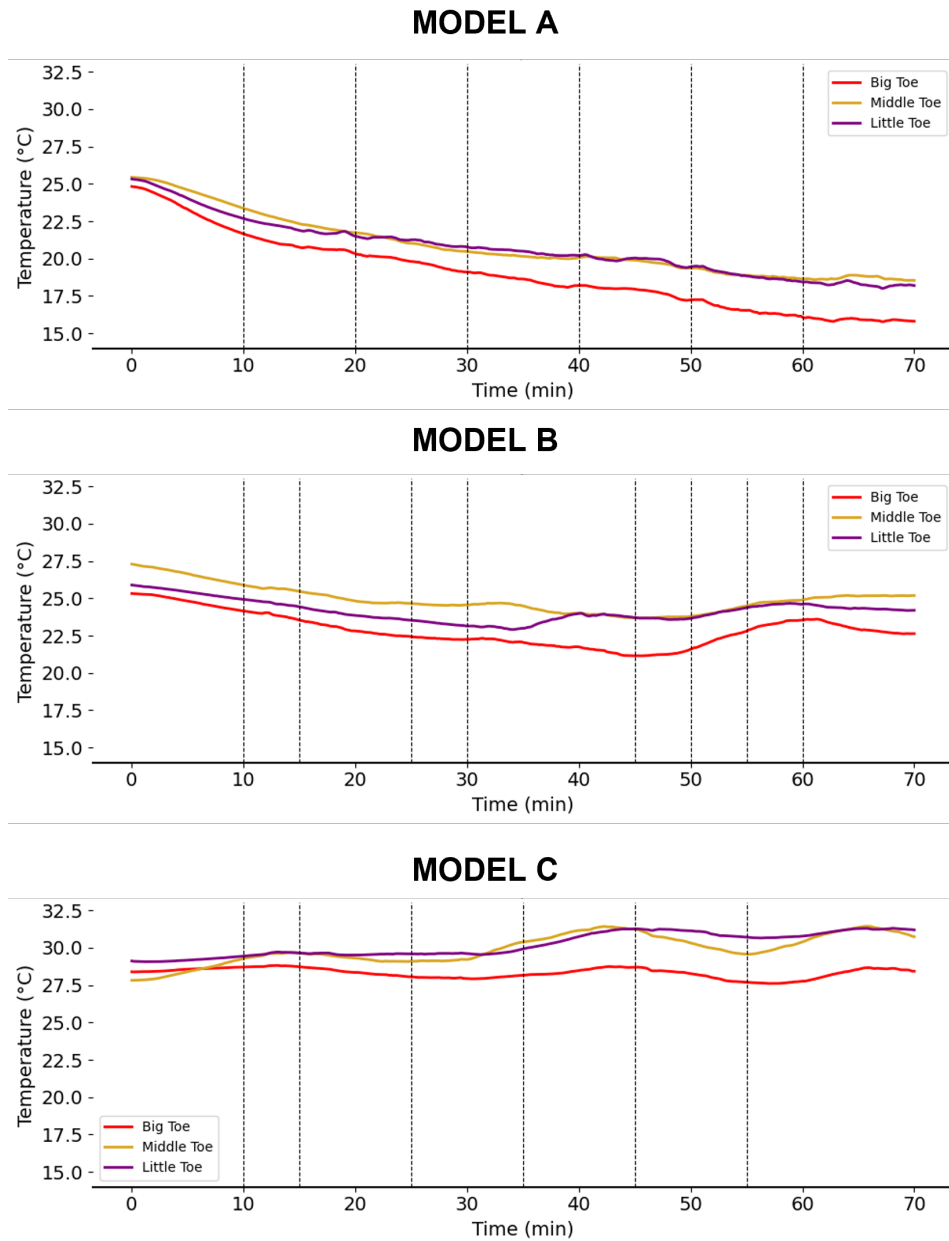 MODEL A
32.5
30.0
27.5
25.0
22.5
20.0
17.5
15.0
Temperature (°C)
Big Toe
Middle Toe
Little Toe
0 10 20 30 40 50 60 70
Time (min)
MODEL B
32.5
30.0
27.5
25.0
22.5
20.0
17.5
15.0
Temperature (°C)
Big Toe
Middle Toe
Little Toe
0 10 20 30 40 50 60 70
Time (min)
MODEL C
32.5
30.0
27.5
25.0
22.5
20.0
17.5
15.0
Temperature (°C)
Big Toe
Middle Toe
Little Toe
0 10 20 30 40 50 60 70
Time (min)